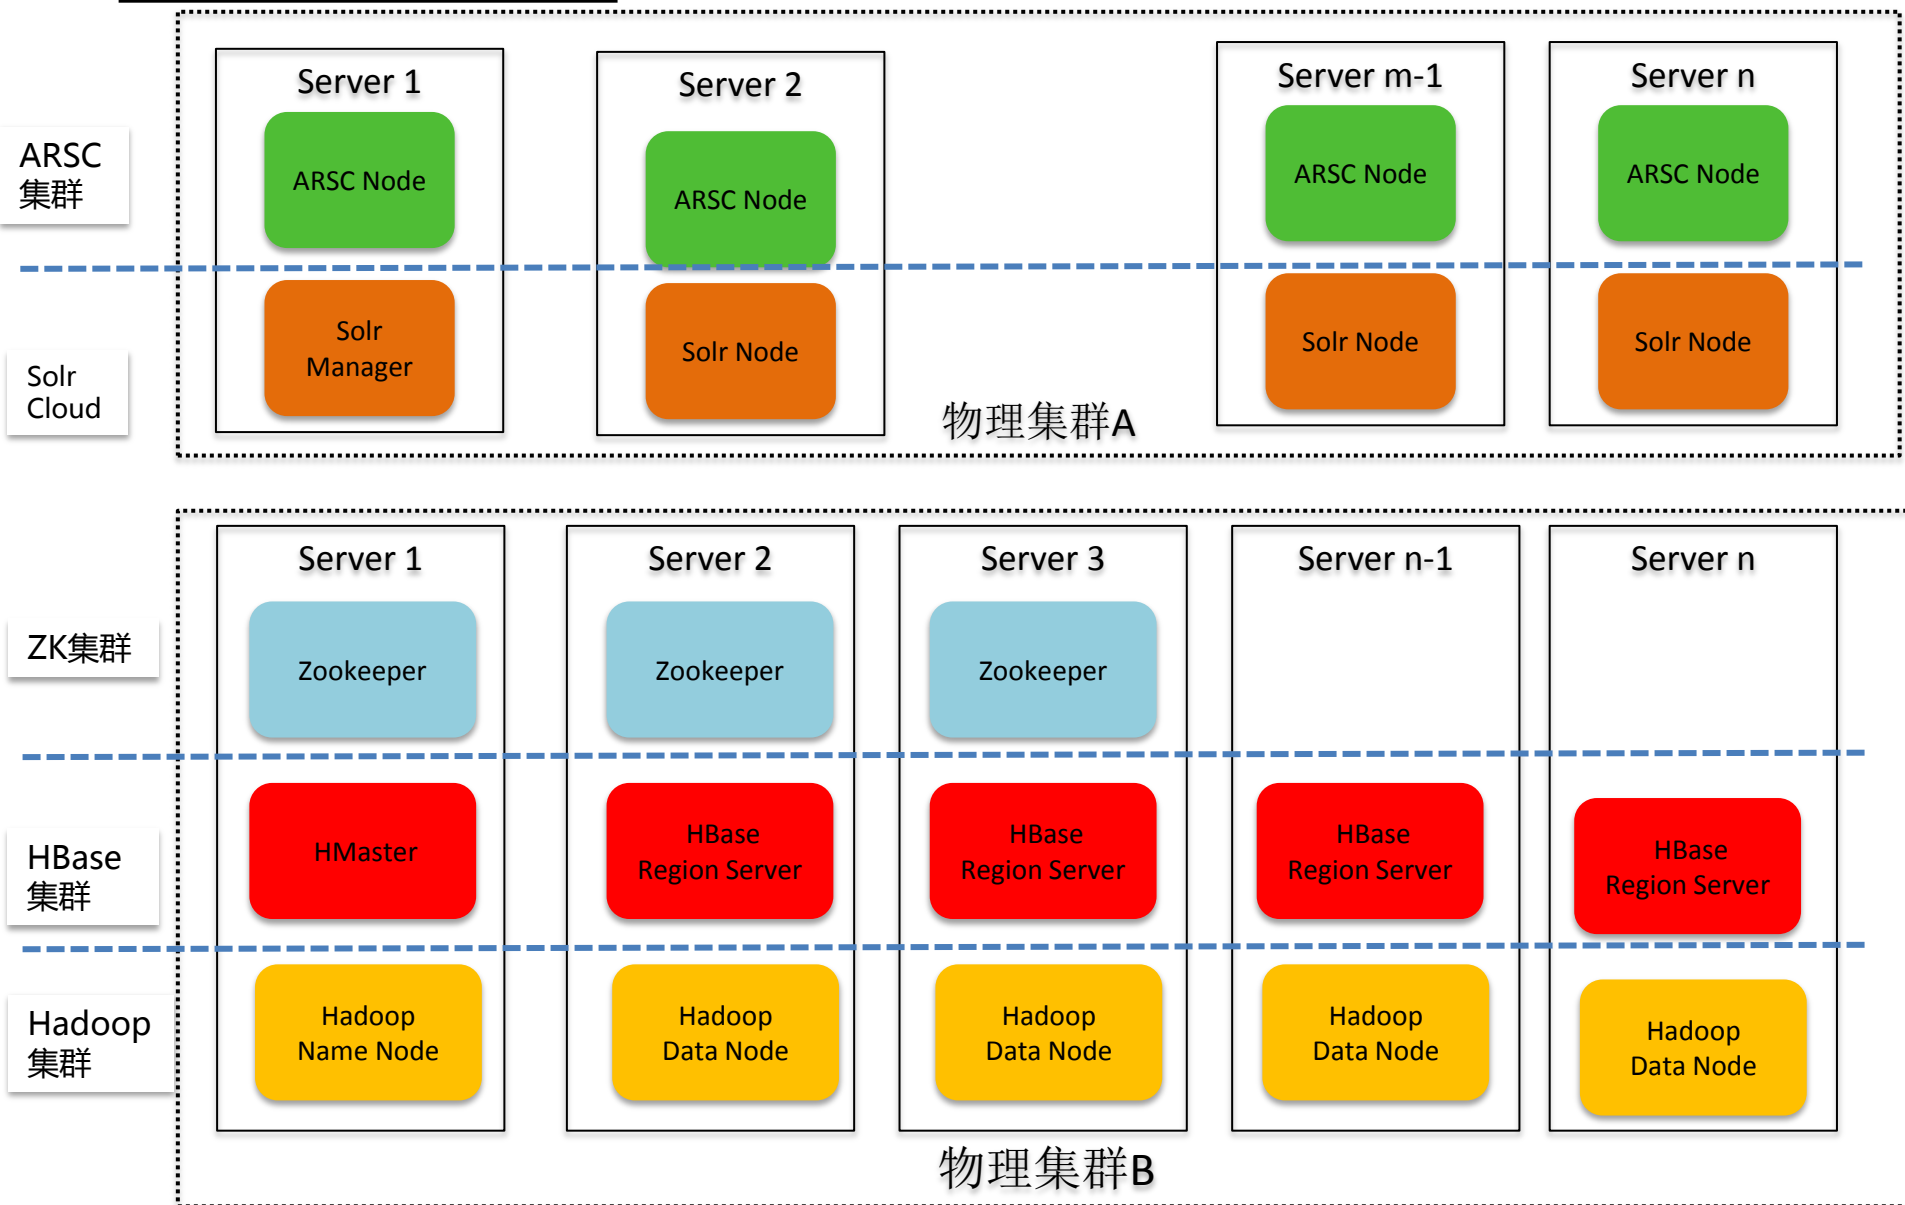 Server 1
Server 2
Server m-1
Server n
ARSC
集群
ARSC Node
ARSC Node
ARSC Node
ARSC Node
Solr
Cloud
Solr
Manager
Solr Node
Solr Node
Solr Node
物理集群A
Server 1
Server 2
Server 3
Server n-1
Server n
ZK集群
Zookeeper
Zookeeper
Zookeeper
HBase
集群
HMaster
HBase
Region Server
HBase
Region Server
HBase
Region Server
HBase
Region Server
Hadoop
集群
Hadoop
Name Node
Hadoop
Data Node
Hadoop
Data Node
Hadoop
Data Node
Hadoop
Data Node
物理集群B